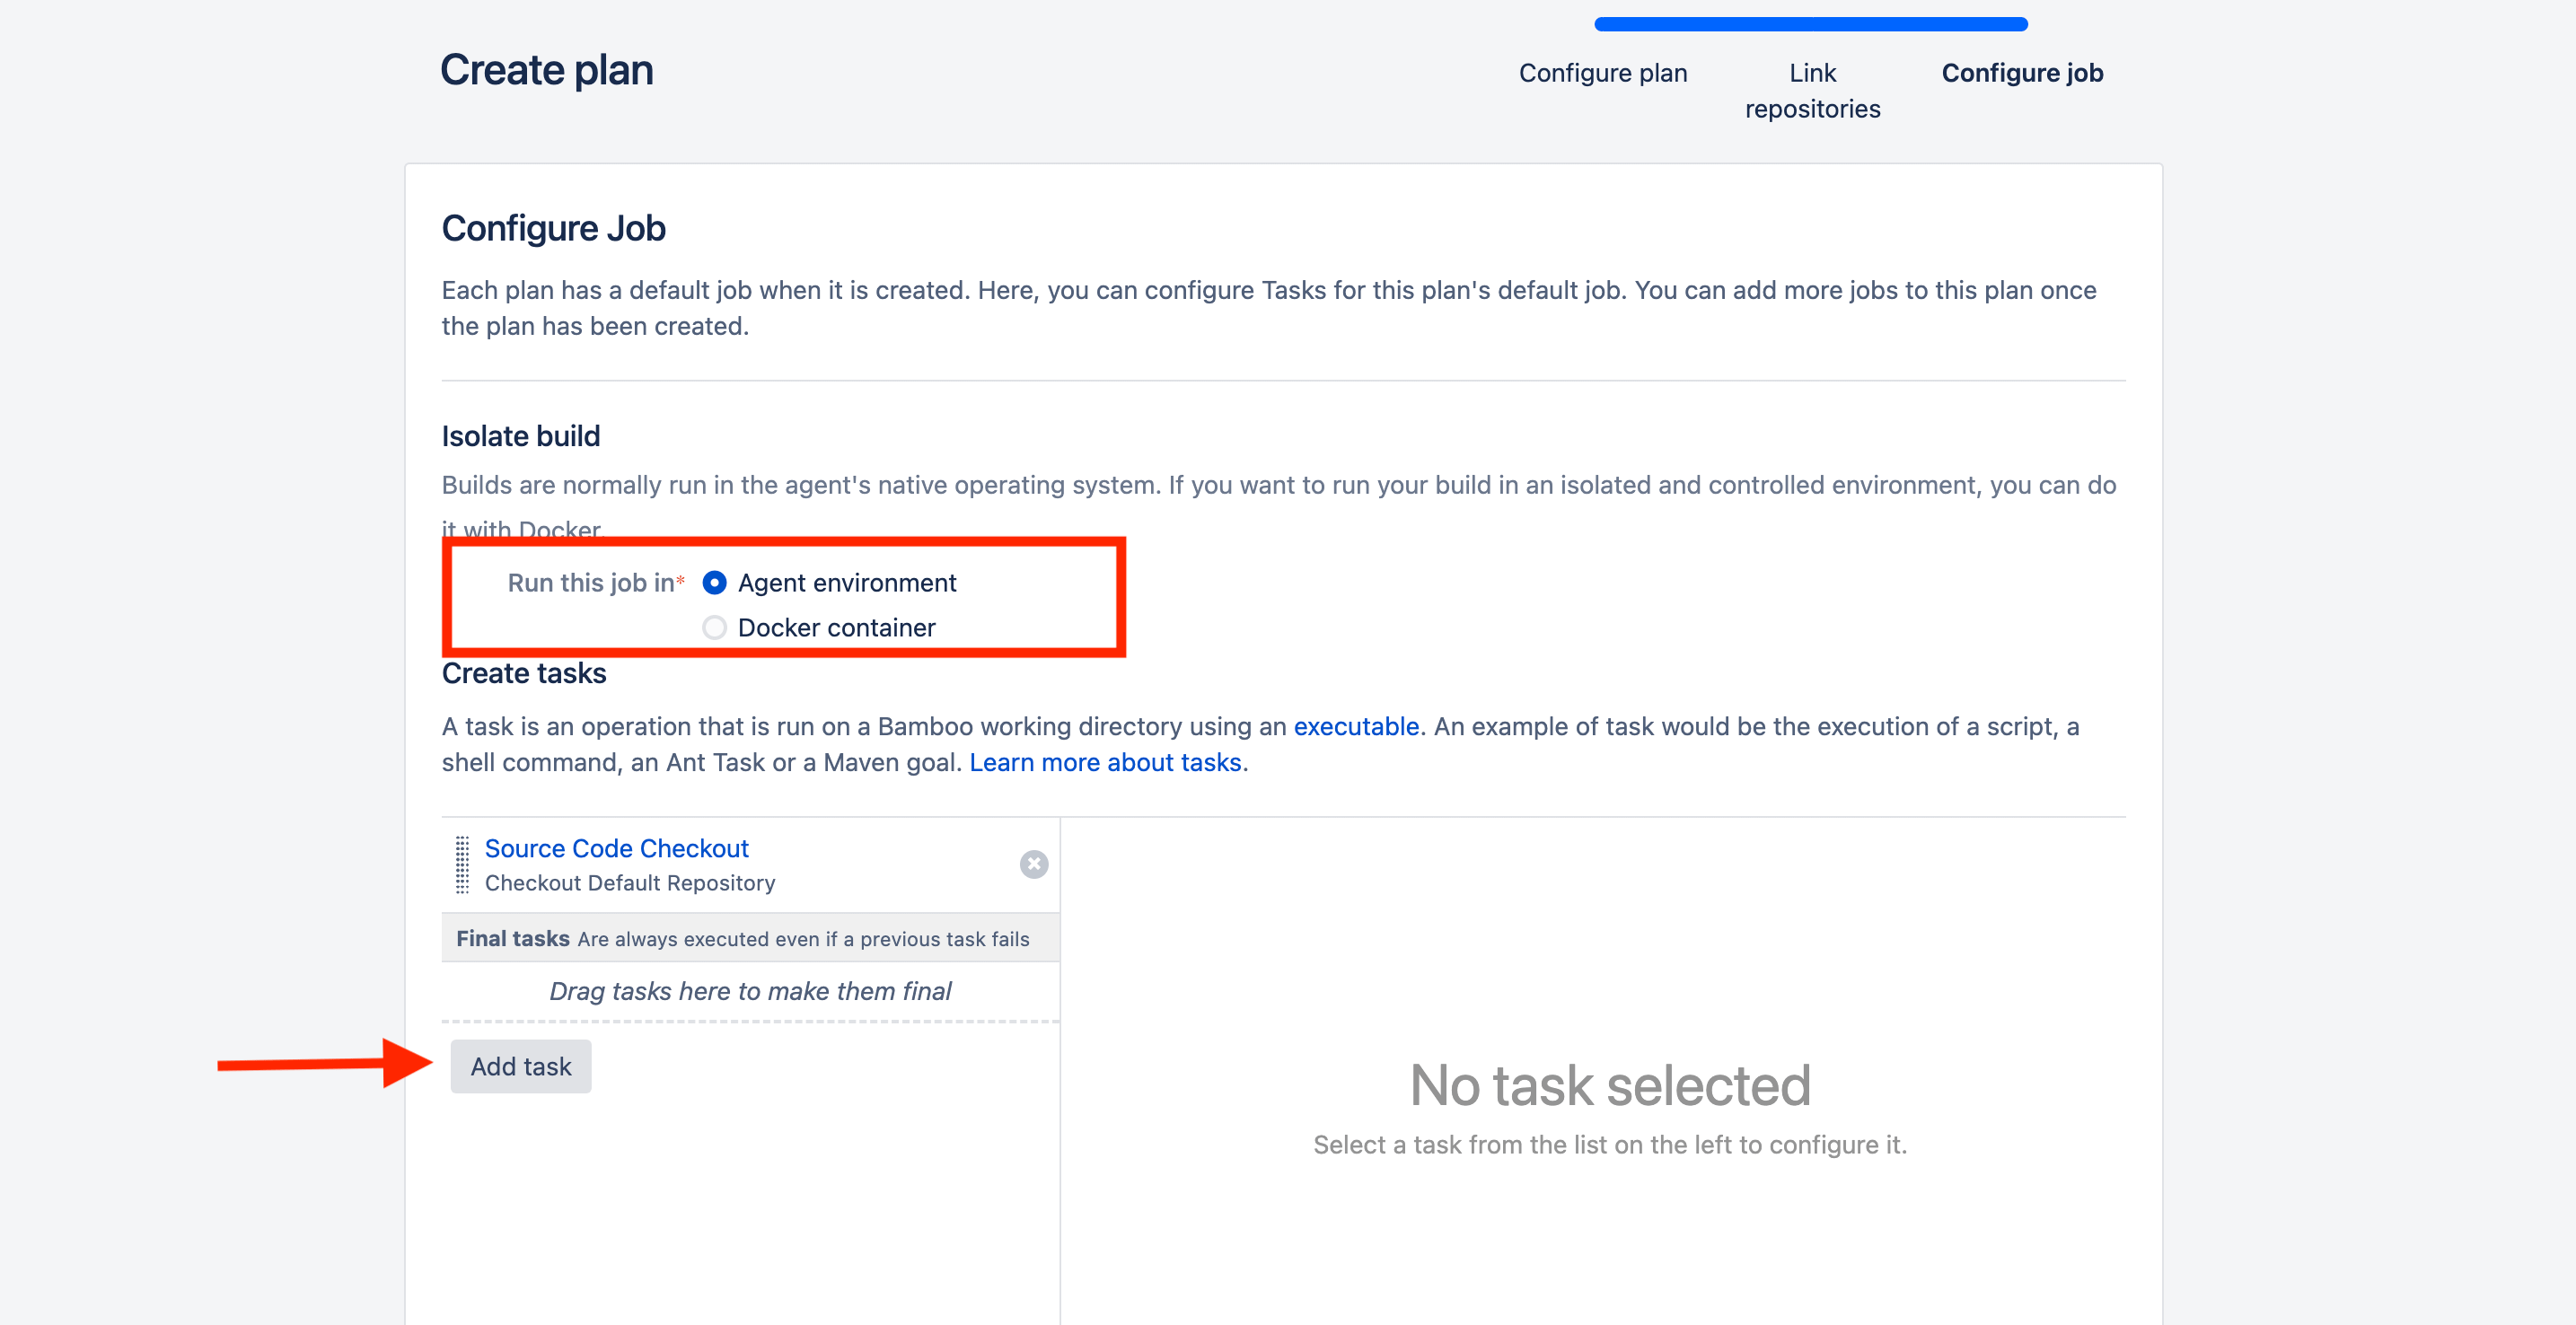 Create plan
Configure plan
Link
repositories
Configure job
Configure Job
Each plan has a default job when it is created. Here, you can configure Tasks for this plan's default job. You can add more jobs to this plan once
the plan has been created.
Isolate build
Builds are normally run in the agent's native operating system. If you want to run your build in an isolated and controlled environment, you can do
it with Docker.
Run this job in* Agent environment
Docker container
Create tasks
A task is an operation that is run on a Bamboo working directory using an executable. An example of task would be the execution of a script, a
shell command, an Ant Task or a Maven goal. Learn more about tasks.
Source Code Checkout
Checkout Default Repository
Final tasks Are always executed even if a previous task fails
Drag tasks here to make them final
Add task
No task selected
Select a task from the list on the left to configure it.